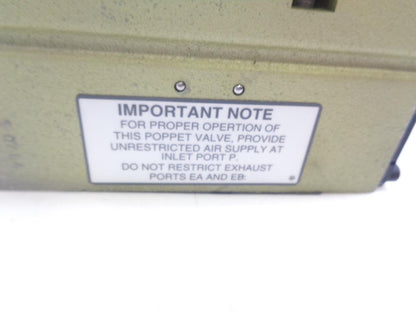 IMPORTANT NOTE
FOR PROPER OPERTION OF
THIS POPPET VALVE, PROVIDE
UNRESTRICTED AIR SUPPLY AT
INLET PORT P.
DO NOT RESTRICT EXHAUST
PORTS EA AND EB.